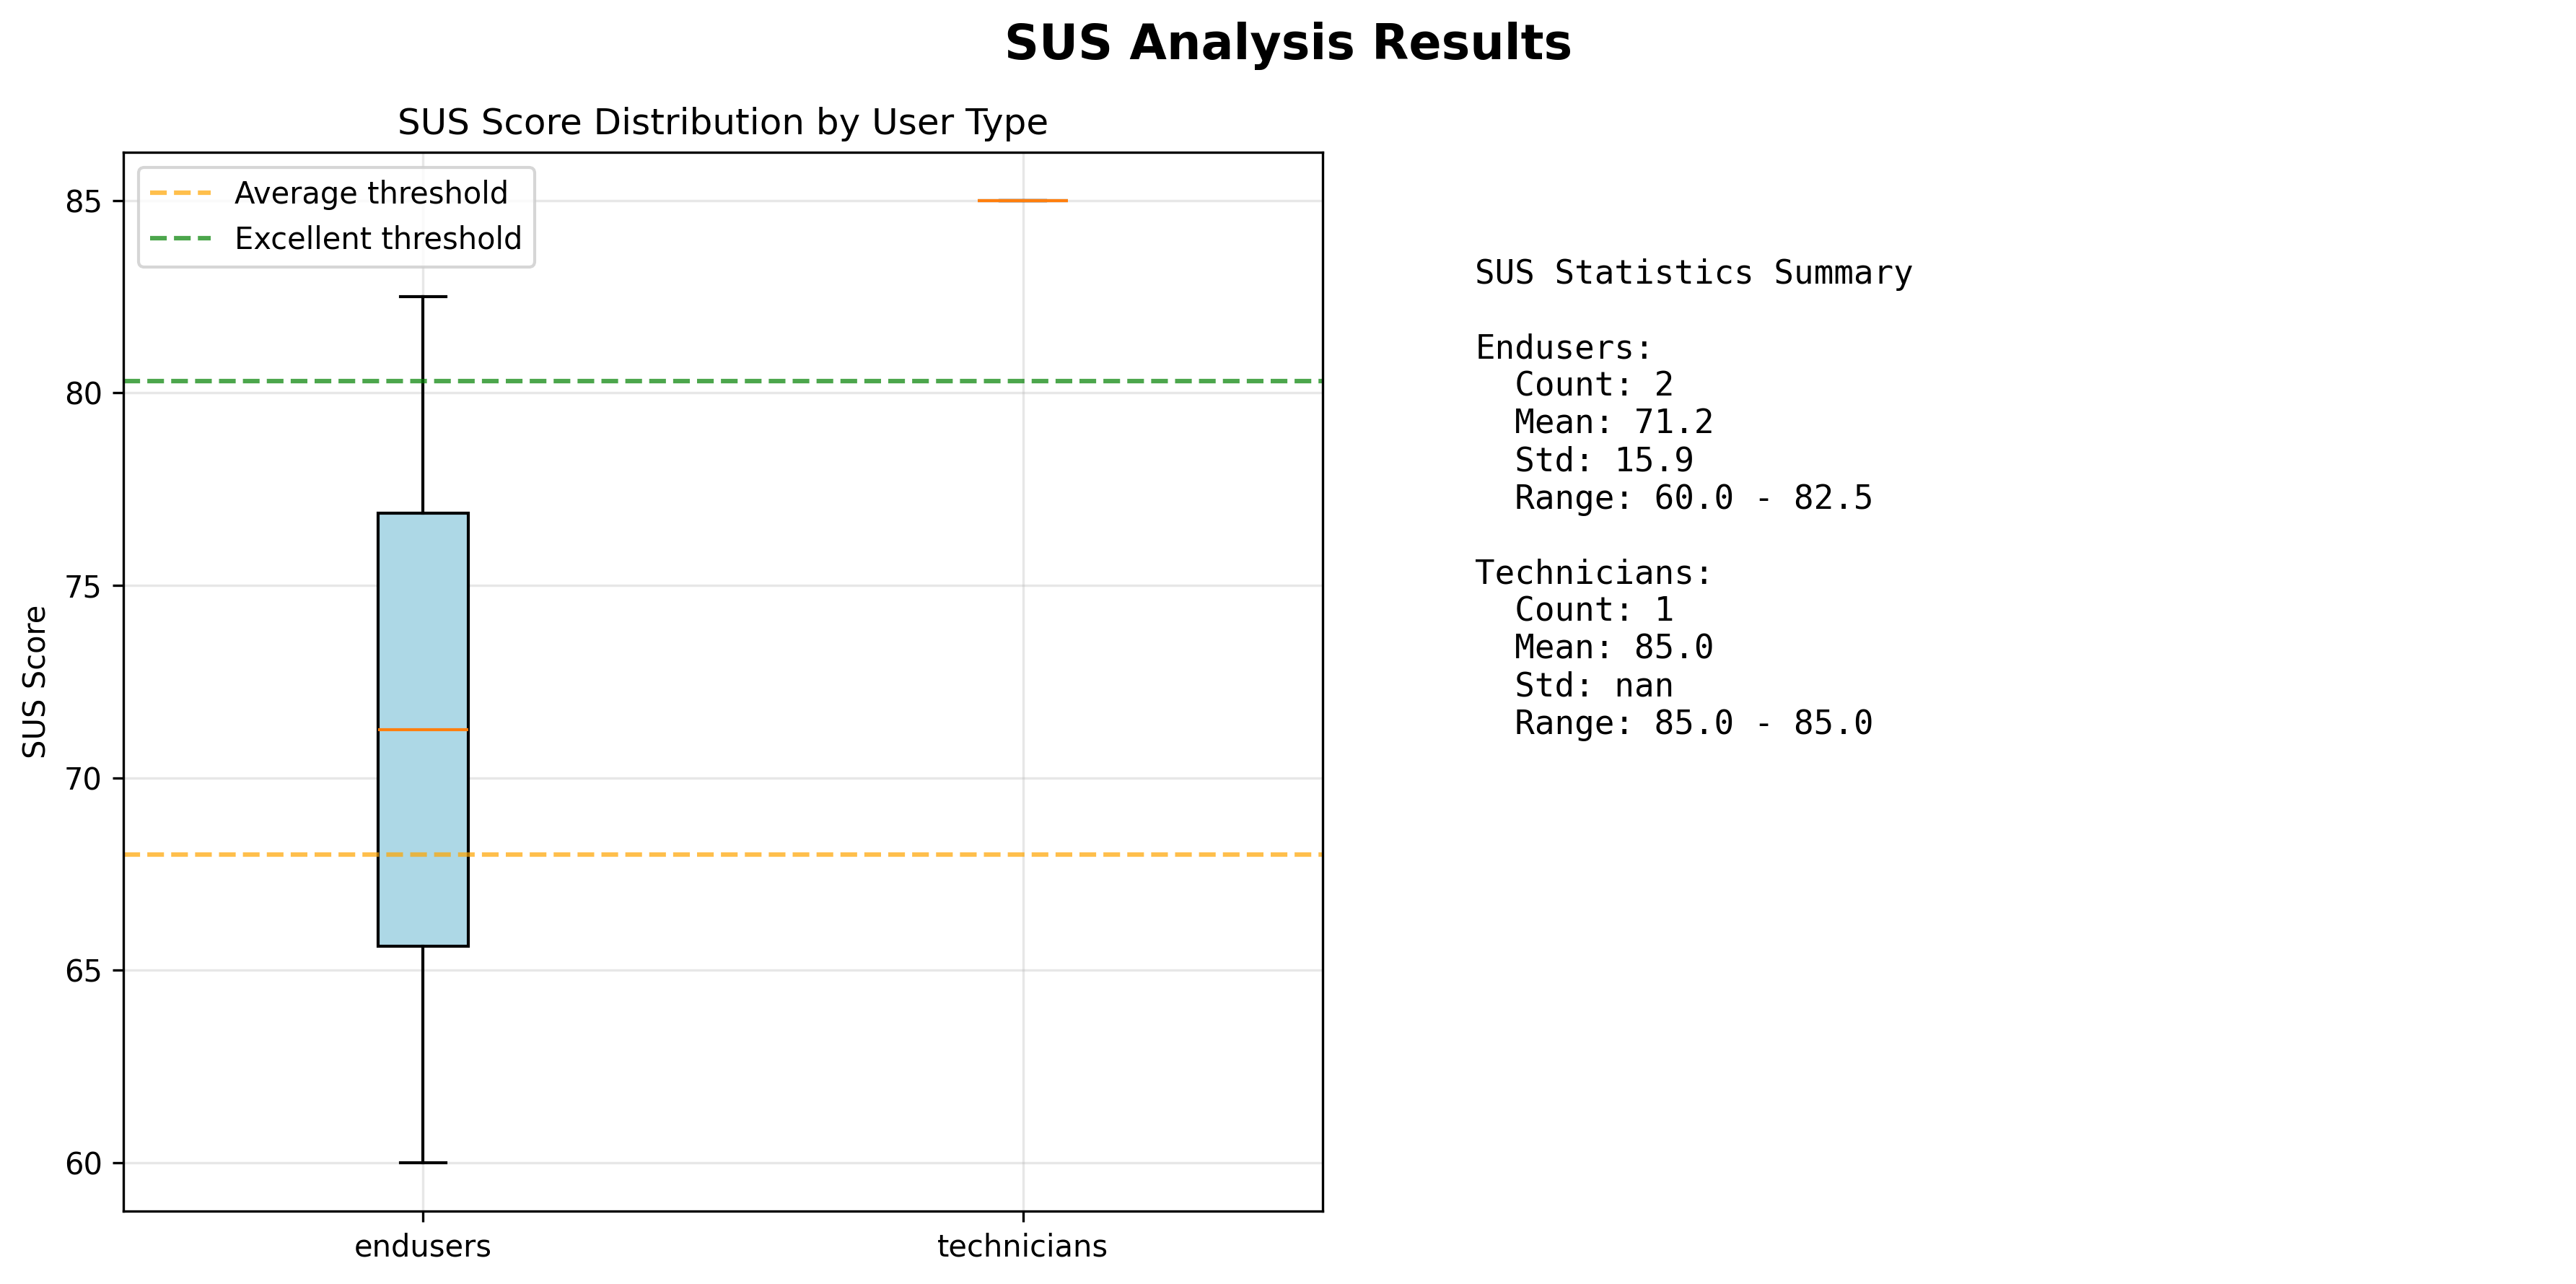 SUS Analysis Results
SUS Score Distribution by User Type
Average threshold
Excellent threshold
85
80
75
70
65
60
SUS Score
endusers
technicians
SUS Statistics Summary
Endusers:
Count: 2
Mean: 71.2
Std: 15.9
Range: 60.0 - 82.5
Technicians:
Count: 1
Mean: 85.0
Std: nan
Range: 85.0 - 85.0